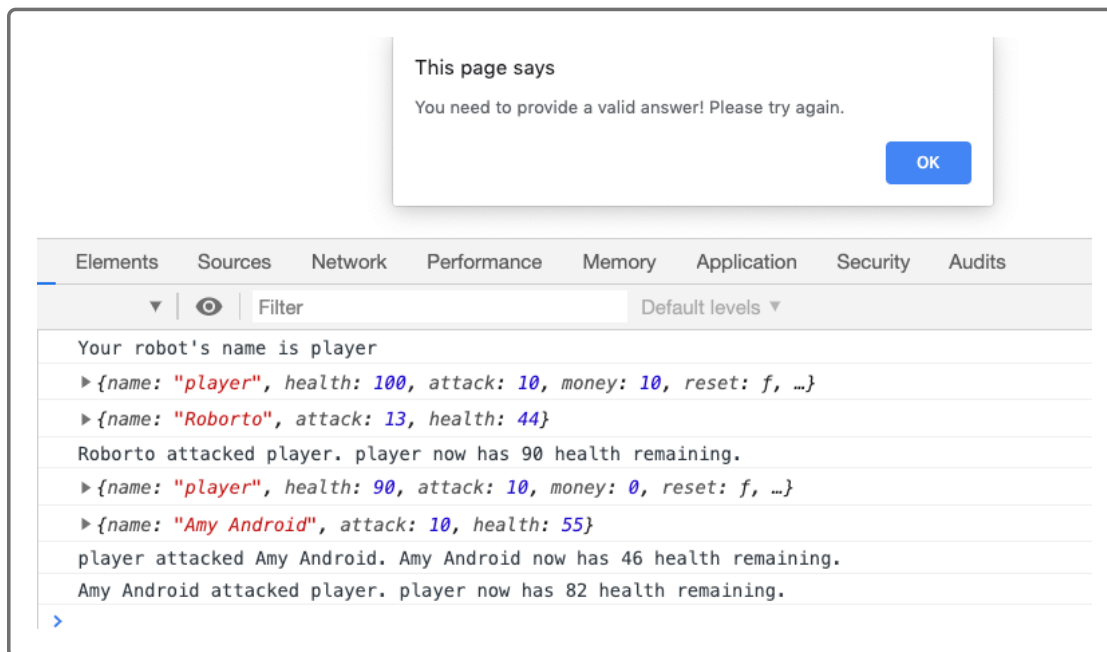 This page says
You need to provide a valid answer! Please try again.
OK
Elements Sources Network Performance Memory Application Security Audits
Filter Default levels ▼
Your robot's name is player
▶{name: "player", health: 100, attack: 10, money: 10, reset: ƒ, …}
▶{name: "Roborto", attack: 13, health: 44}
Roborto attacked player. player now has 90 health remaining.
▶{name: "player", health: 90, attack: 10, money: 0, reset: ƒ, …}
▶{name: "Amy Android", attack: 10, health: 55}
player attacked Amy Android. Amy Android now has 46 health remaining.
Amy Android attacked player. player now has 82 health remaining.
>